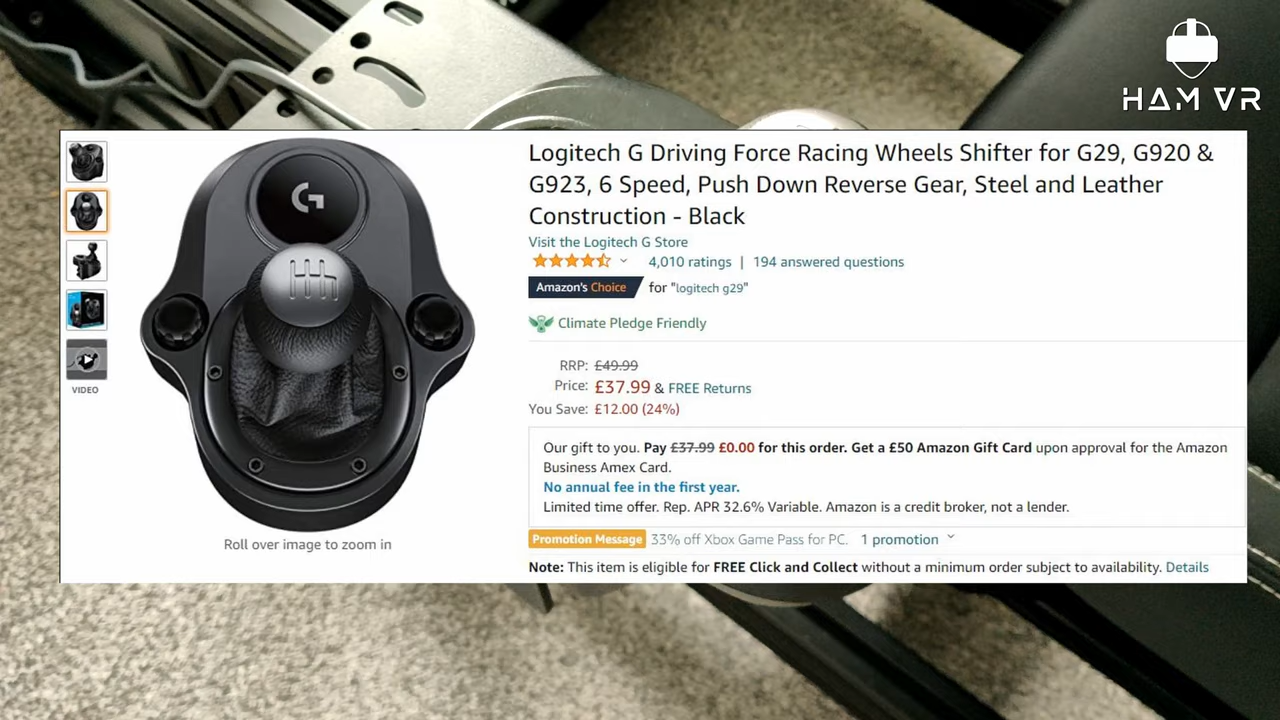 HAM VR
Logitech G Driving Force Racing Wheels Shifter for G29, G920 &
G923, 6 Speed, Push Down Reverse Gear, Steel and Leather
Construction - Black
Visit the Logitech G Store
4,010 ratings | 194 answered questions
Amazon's Choice for "logitech g29"
Climate Pledge Friendly
RRP: £49.99
Price: £37.99 & FREE Returns
You Save: £12.00 (24%)
Our gift to you. Pay £37.99 £0.00 for this order. Get a £50 Amazon Gift Card upon approval for the Amazon
Business Amex Card.
No annual fee in the first year.
Limited time offer. Rep. APR 32.6% Variable. Amazon is a credit broker, not a lender.
Promotion Message 33% off Xbox Game Pass for PC. 1 promotion
Note: This item is eligible for FREE Click and Collect without a minimum order subject to availability. Details
VIDEO
Roll over image to zoom in